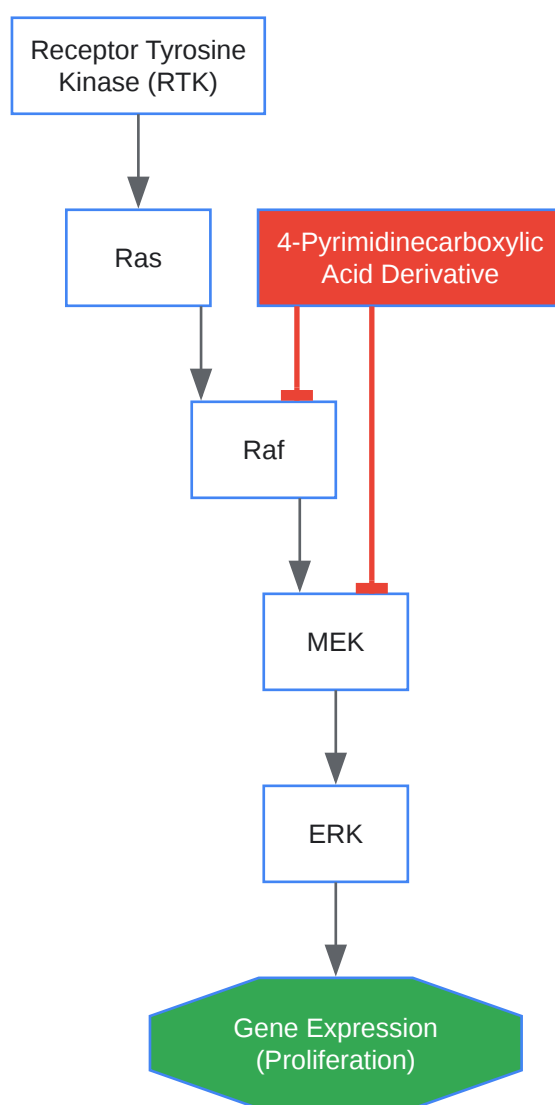 Receptor Tyrosine
Kinase (RTK)
Ras
4-Pyrimidinecarboxylic
Acid Derivative
Raf
MEK
ERK
Gene Expression
(Proliferation)